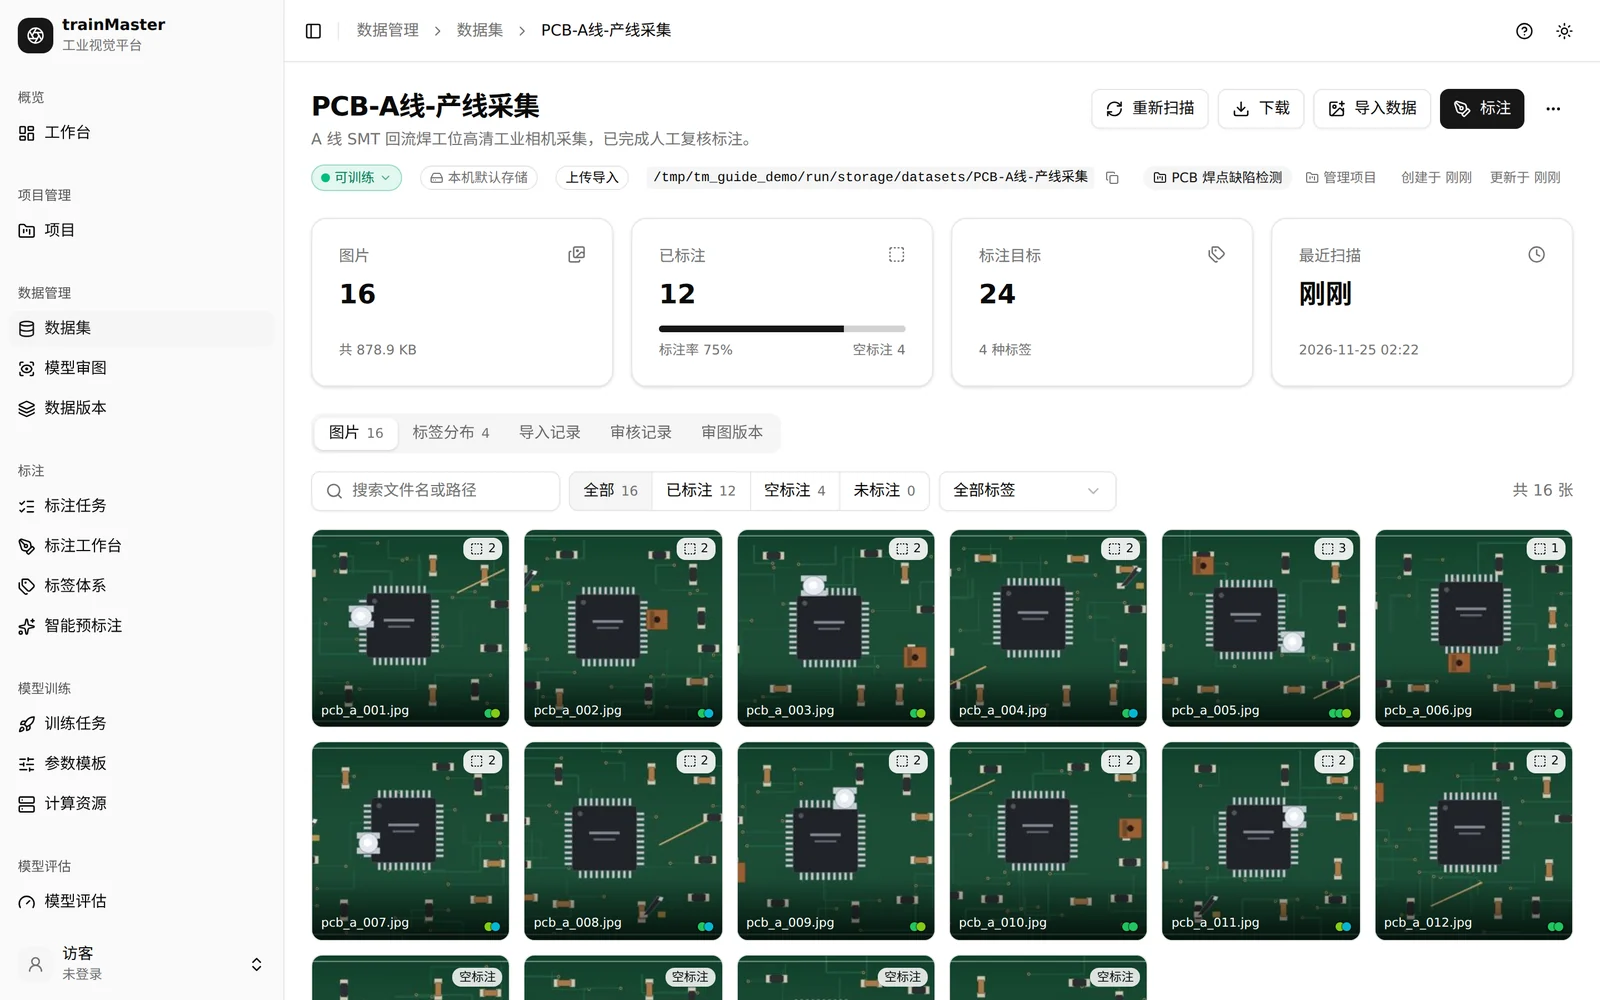 trainMaster
工业视觉平台
概览
工作台
项目管理
项目
数据管理
数据集
模型审图
数据版本
标注
标注任务
标注工作台
标签体系
智能预标注
模型训练
训练任务
参数模板
计算资源
模型评估
模型评估
访客
未登录
数据管理 > 数据集 > PCB-A线-产线采集
PCB-A线-产线采集
A 线 SMT 回流焊工位高清工业相机采集，已完成人工复核标注。
重新扫描 下载 导入数据 标注
可训练 本机默认存储 上传导入 /tmp/tm_guide_demo/run/storage/datasets/PCB-A线-产线采集 PCB 焊点缺陷检测 管理项目 创建于 刚刚 更新于 刚刚
图片
16
共 878.9 KB
已标注
12
标注率 75% 空标注 4
标注目标
24
4 种标签
最近扫描
刚刚
2026-11-25 02:22
图片 16 标签分布 4 导入记录 审核记录 审图版本
搜索文件名或路径 全部 16 已标注 12 空标注 4 未标注 0 全部标签 共 16 张
2 2 2 2 3 1
pcb_a_001.jpg pcb_a_002.jpg pcb_a_003.jpg pcb_a_004.jpg pcb_a_005.jpg pcb_a_006.jpg
2 2 2 2 2 2
pcb_a_007.jpg pcb_a_008.jpg pcb_a_009.jpg pcb_a_010.jpg pcb_a_011.jpg pcb_a_012.jpg
空标注 空标注 空标注 空标注